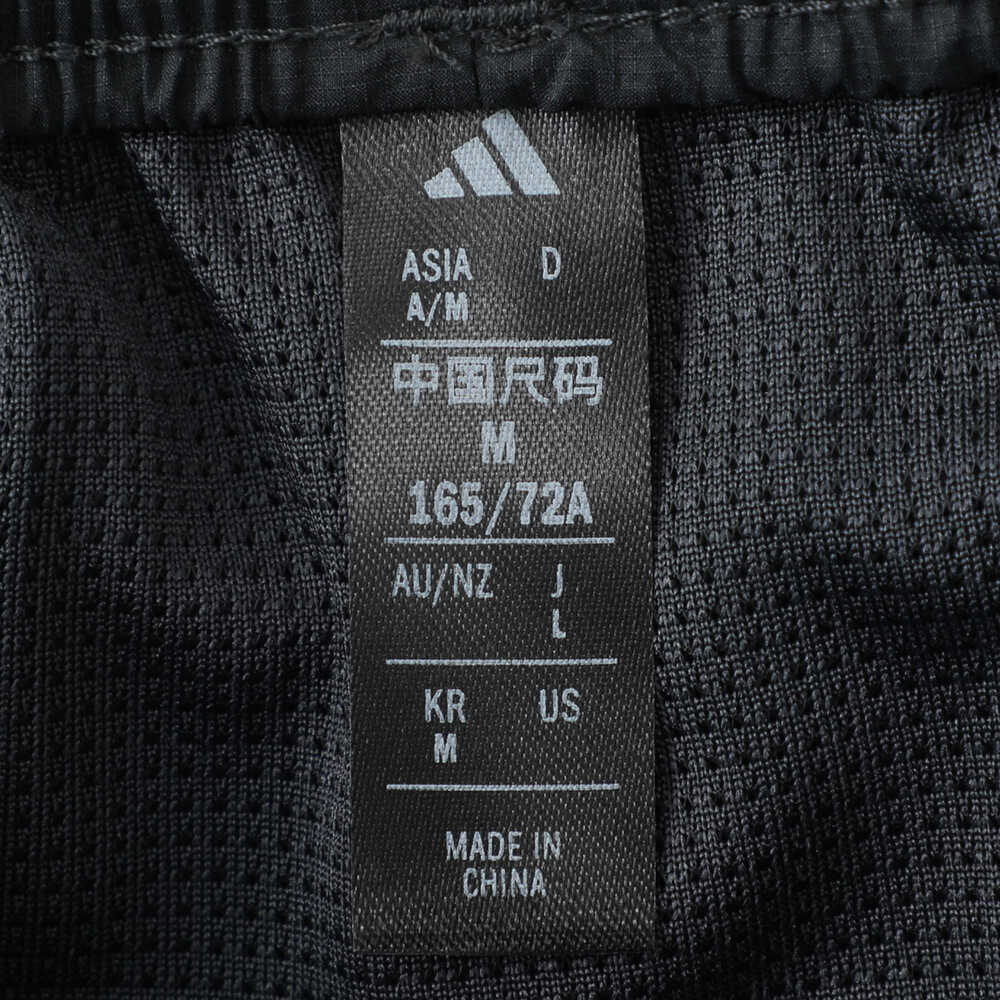 ASIA D
A/M
中国尺码
M
165/72A
AU/NZ J
L
KR US
M
MADE IN
CHINA